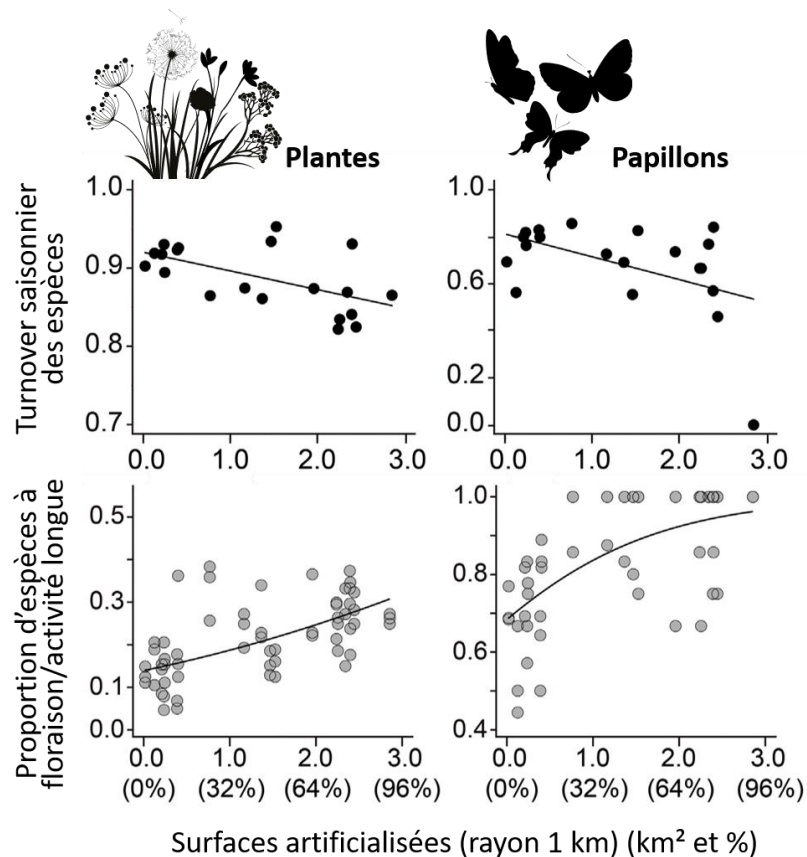 Plantes
Papillons
Turnover saisonnier
des espèces
1.0
0.9
0.8
0.7
0.0 1.0 2.0 3.0
1.0
0.6
0.2
0.0
0.0 1.0 2.0 3.0
Proportion d'espèces à
floraison/activité longue
0.5
0.3
0.1
0.0
0.0 1.0 2.0 3.0
(0%) (32%) (64%) (96%)
1.0
0.8
0.6
0.4
0.0 1.0 2.0 3.0
(0%) (32%) (64%) (96%)
Surfaces artificialisées (rayon 1 km) (km² et %)